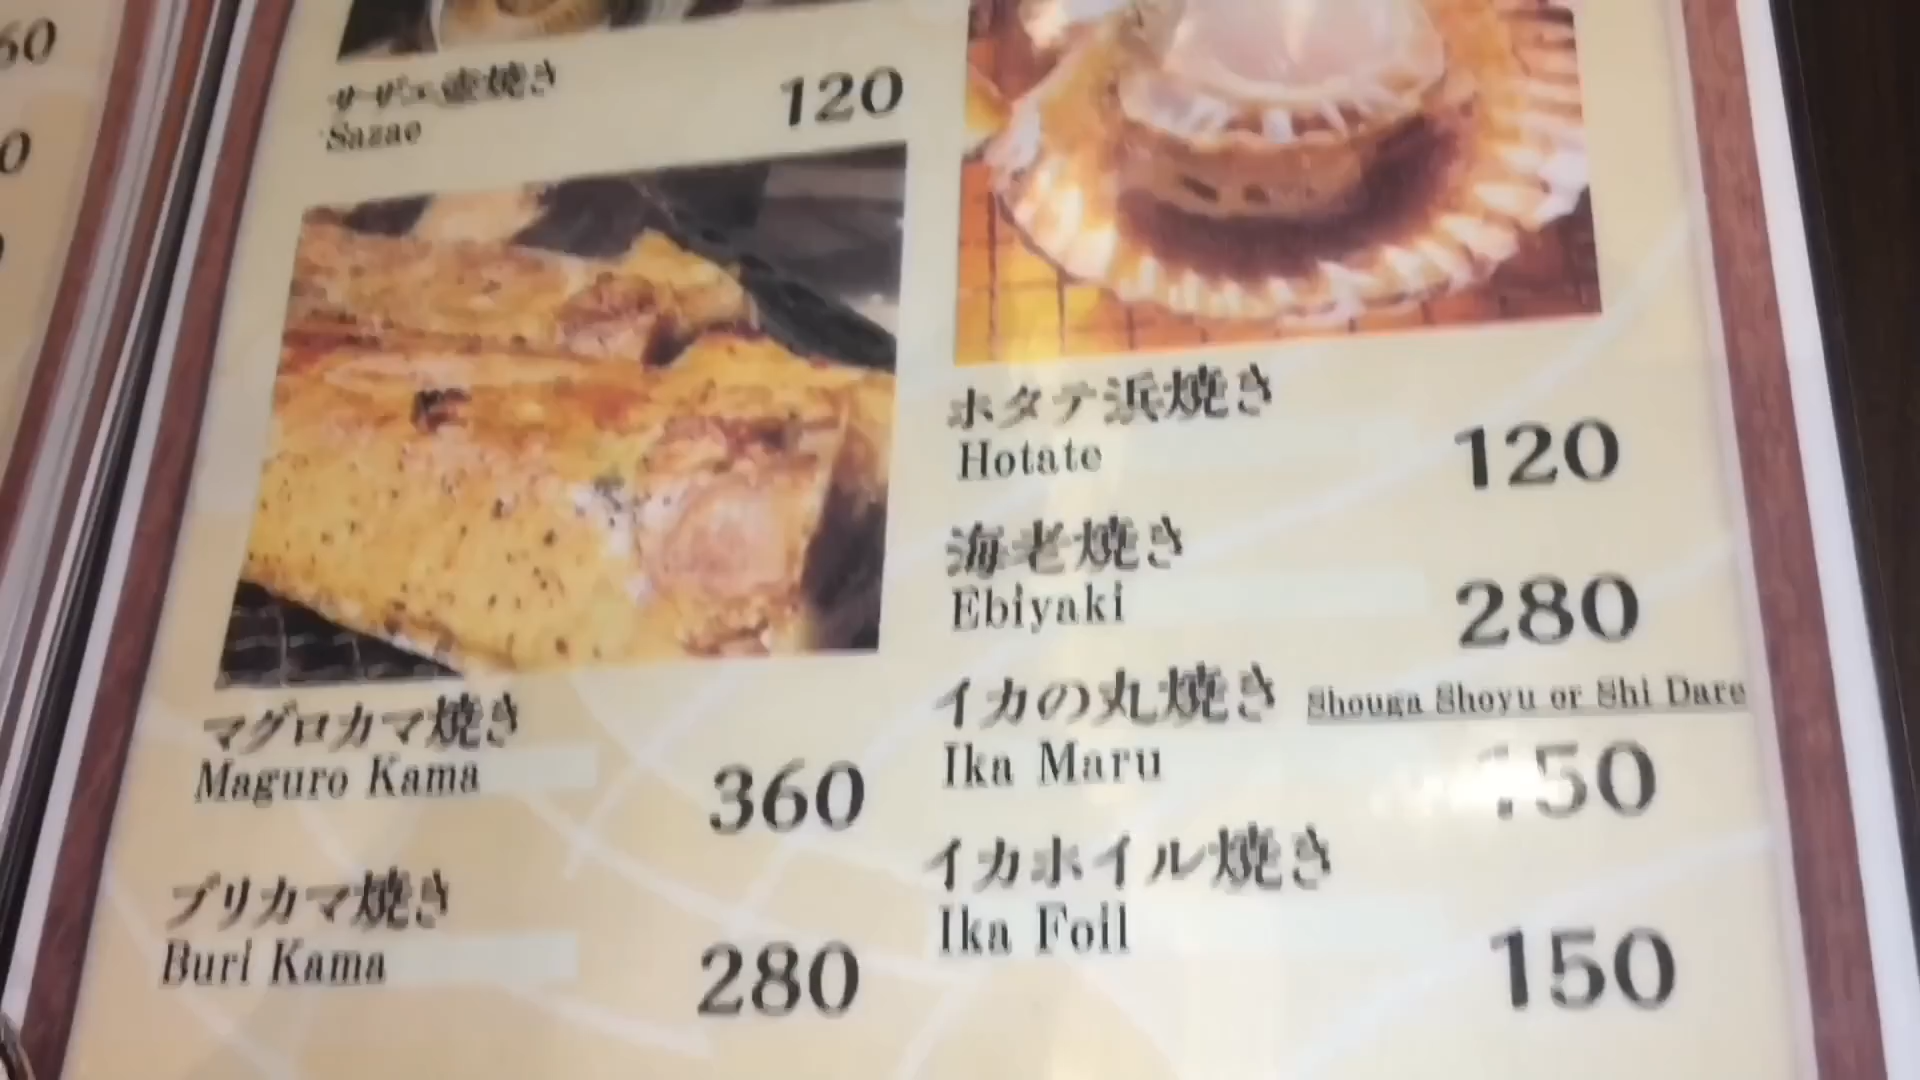 サザエ壺焼き
Sazae
120
マグロカマ焼き
Maguro Kama
360
ブリカマ焼き
Buri Kama
280
ホタテ浜焼き
Hotate
120
海老焼き
Ebiyaki
280
イカの丸焼き Shouga Shoyu or Shi Dare
Ika Maru
150
イカホイル焼き
Ika Foil
150